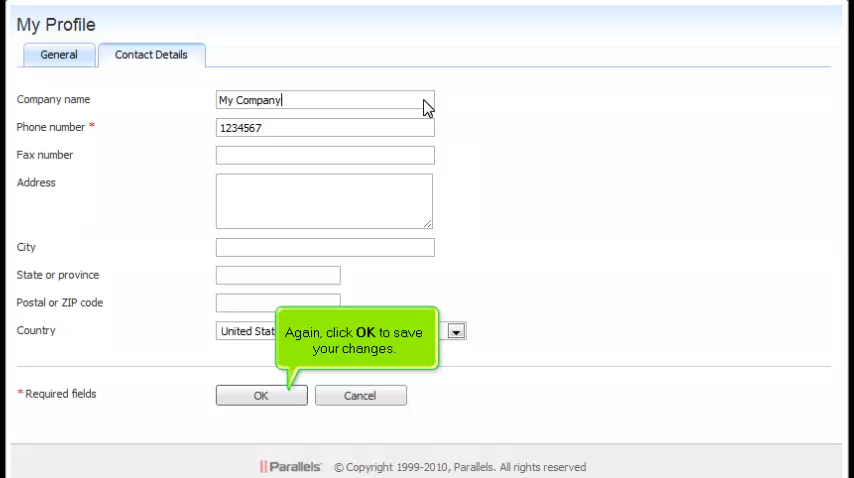 My Profile
General
Contact Details
Company name
My Company
Phone number *
1234567
Fax number
Address
City
State or province
Postal or ZIP code
Country
United Stat
Again, click OK to save
your changes.
* Required fields
OK
Cancel
Parallels
© Copyright 1999-2010, Parallels. All rights reserved